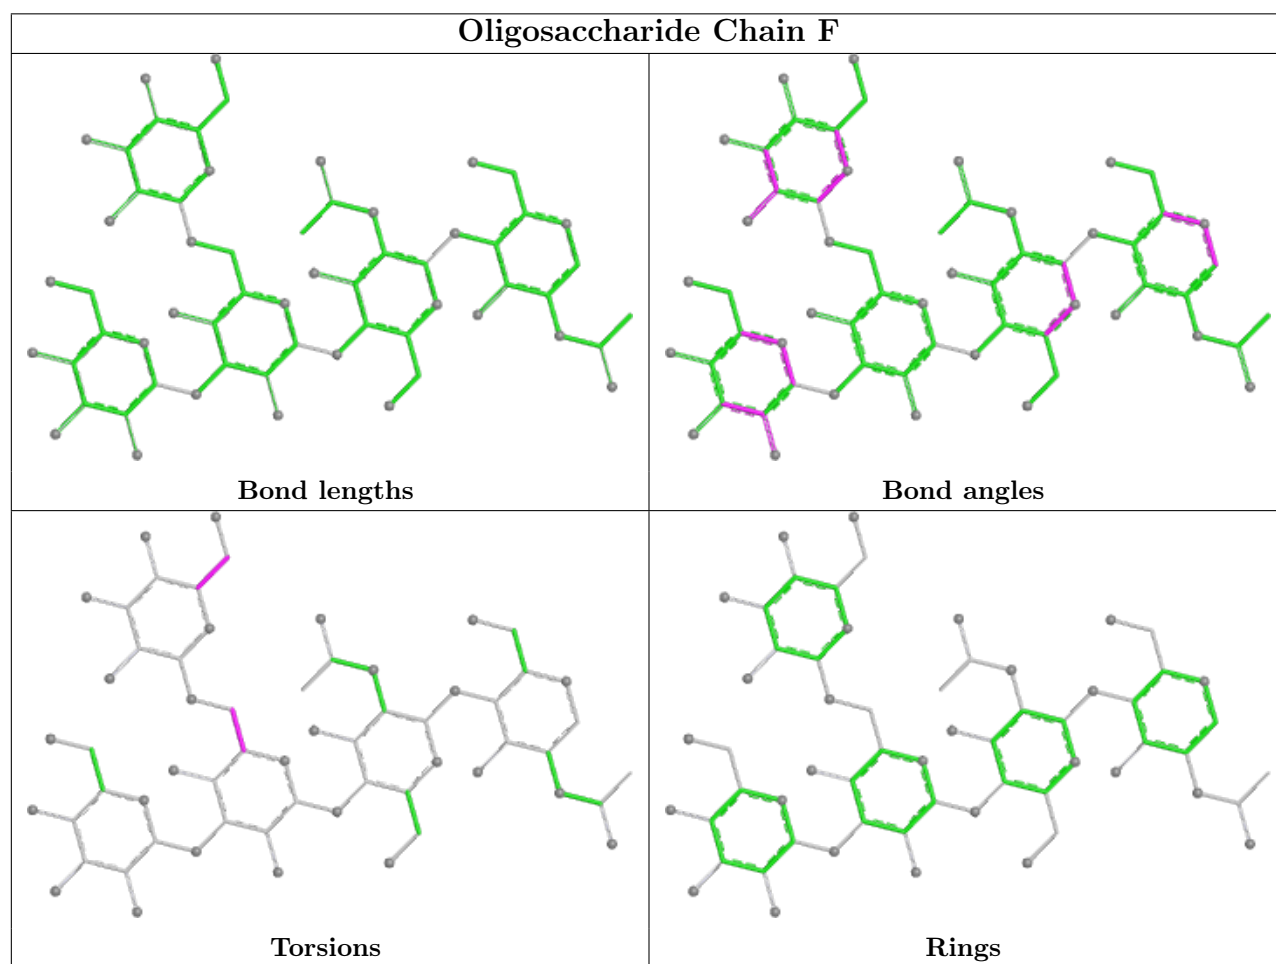 Oligosaccharide Chain F
Bond lengths
Bond angles
Torsions
Rings